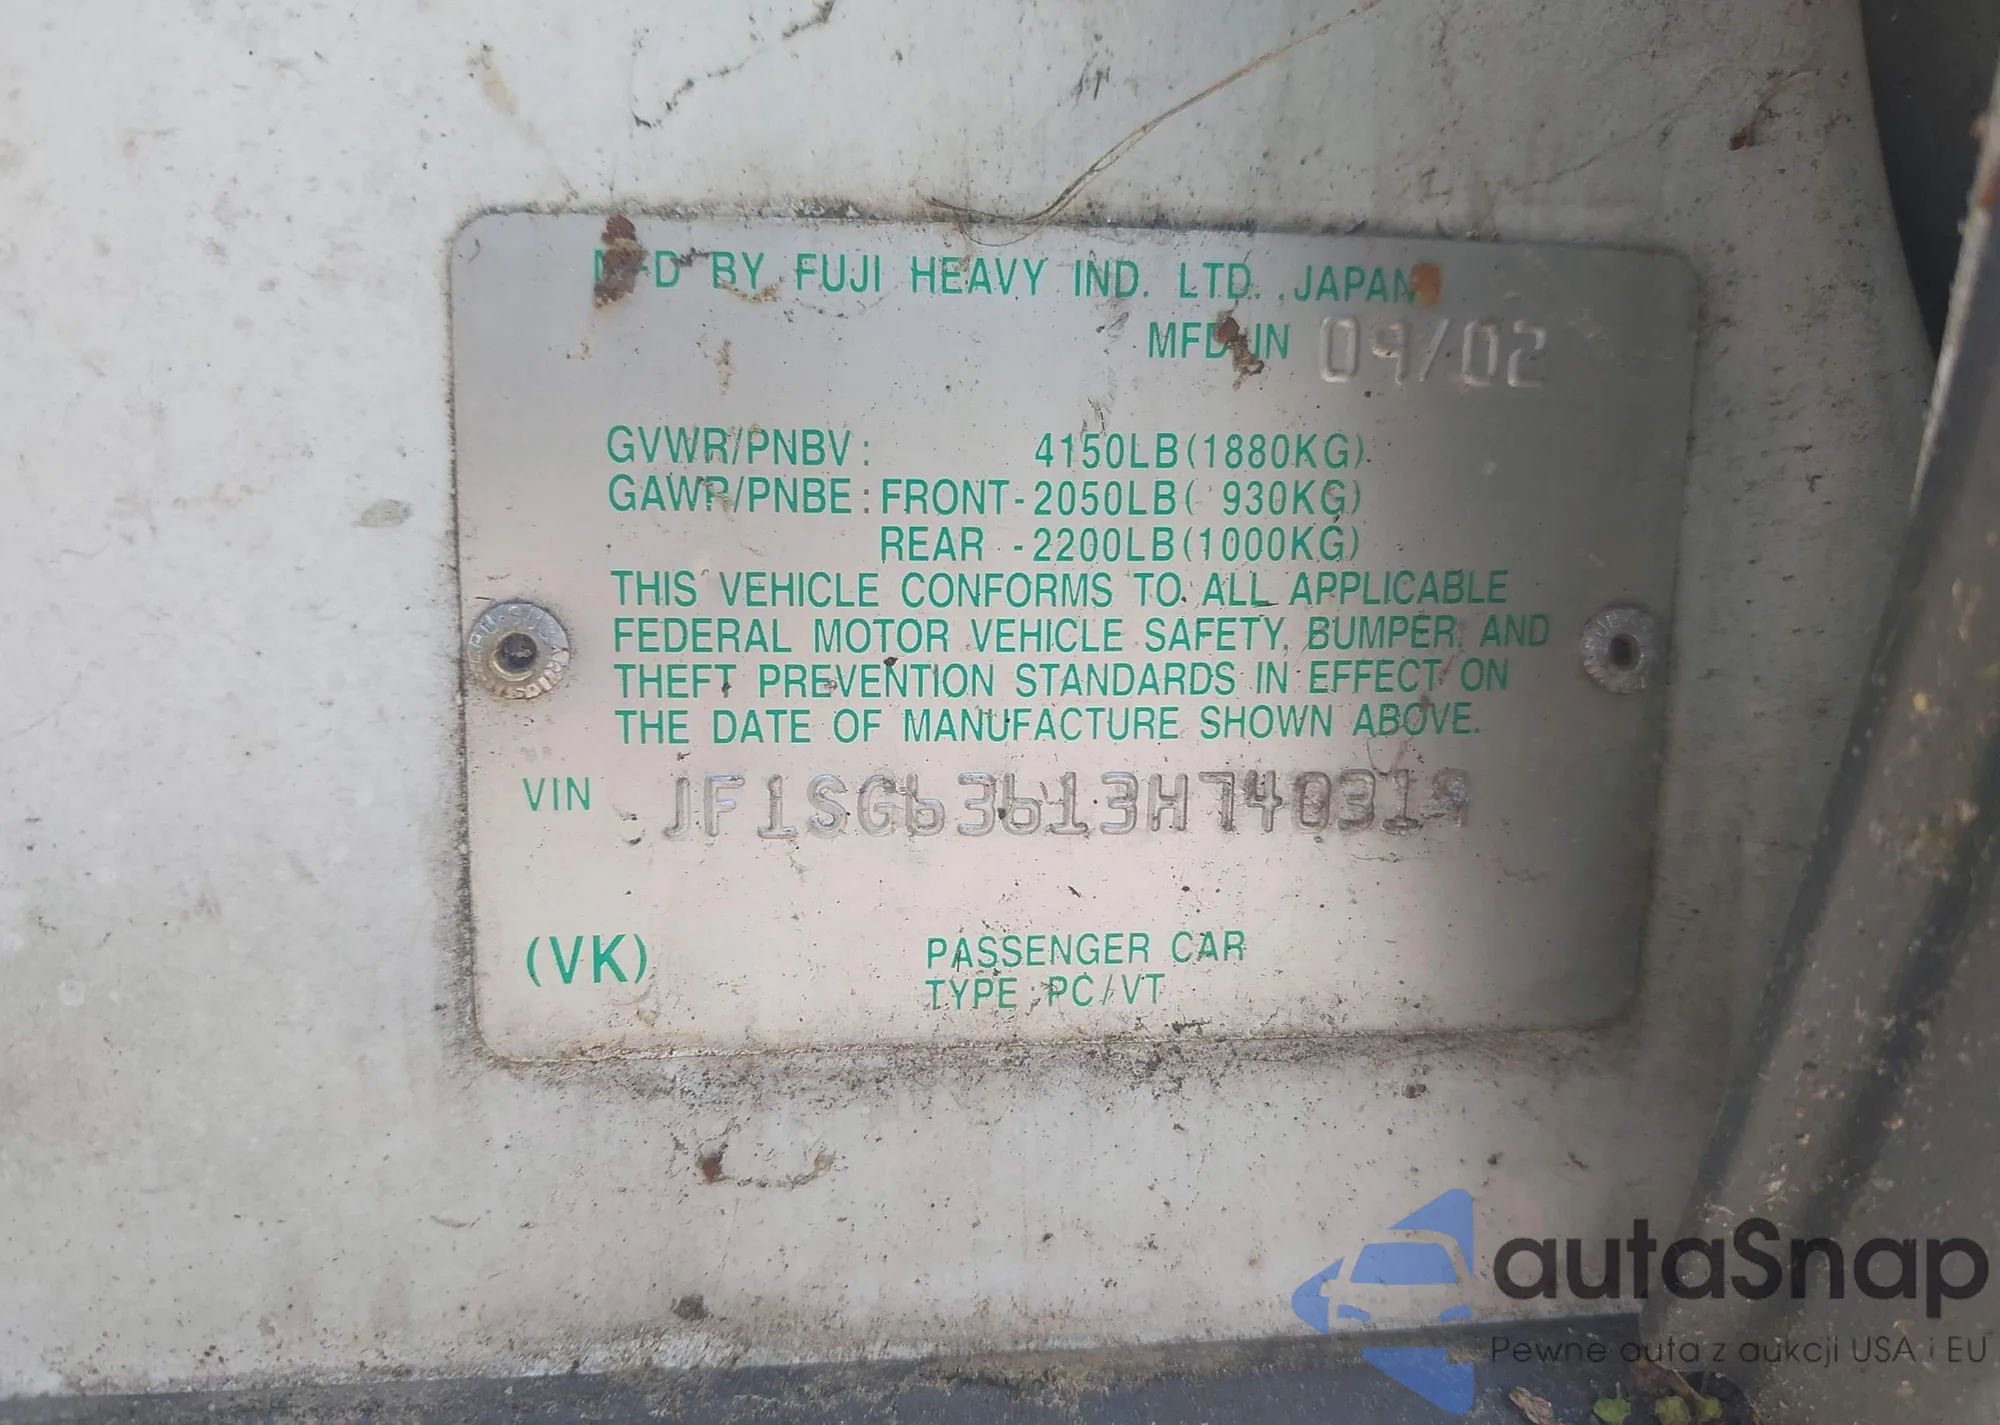 MFD BY FUJI HEAVY IND. LTD., JAPAN
MFD IN 09/02
GVWR/PNBV: 4150LB(1880KG)
GAWR/PNBE: FRONT-2050LB( 930KG)
REAR -2200LB(1000KG)
THIS VEHICLE CONFORMS TO ALL APPLICABLE
FEDERAL MOTOR VEHICLE SAFETY, BUMPER, AND
THEFT PREVENTION STANDARDS IN EFFECT ON
THE DATE OF MANUFACTURE SHOWN ABOVE.
VIN JF1SG63613H740319
(VK) PASSENGER CAR
TYPE: PC/VT
autaSnap
Pewne auta z aukcji USA i EU